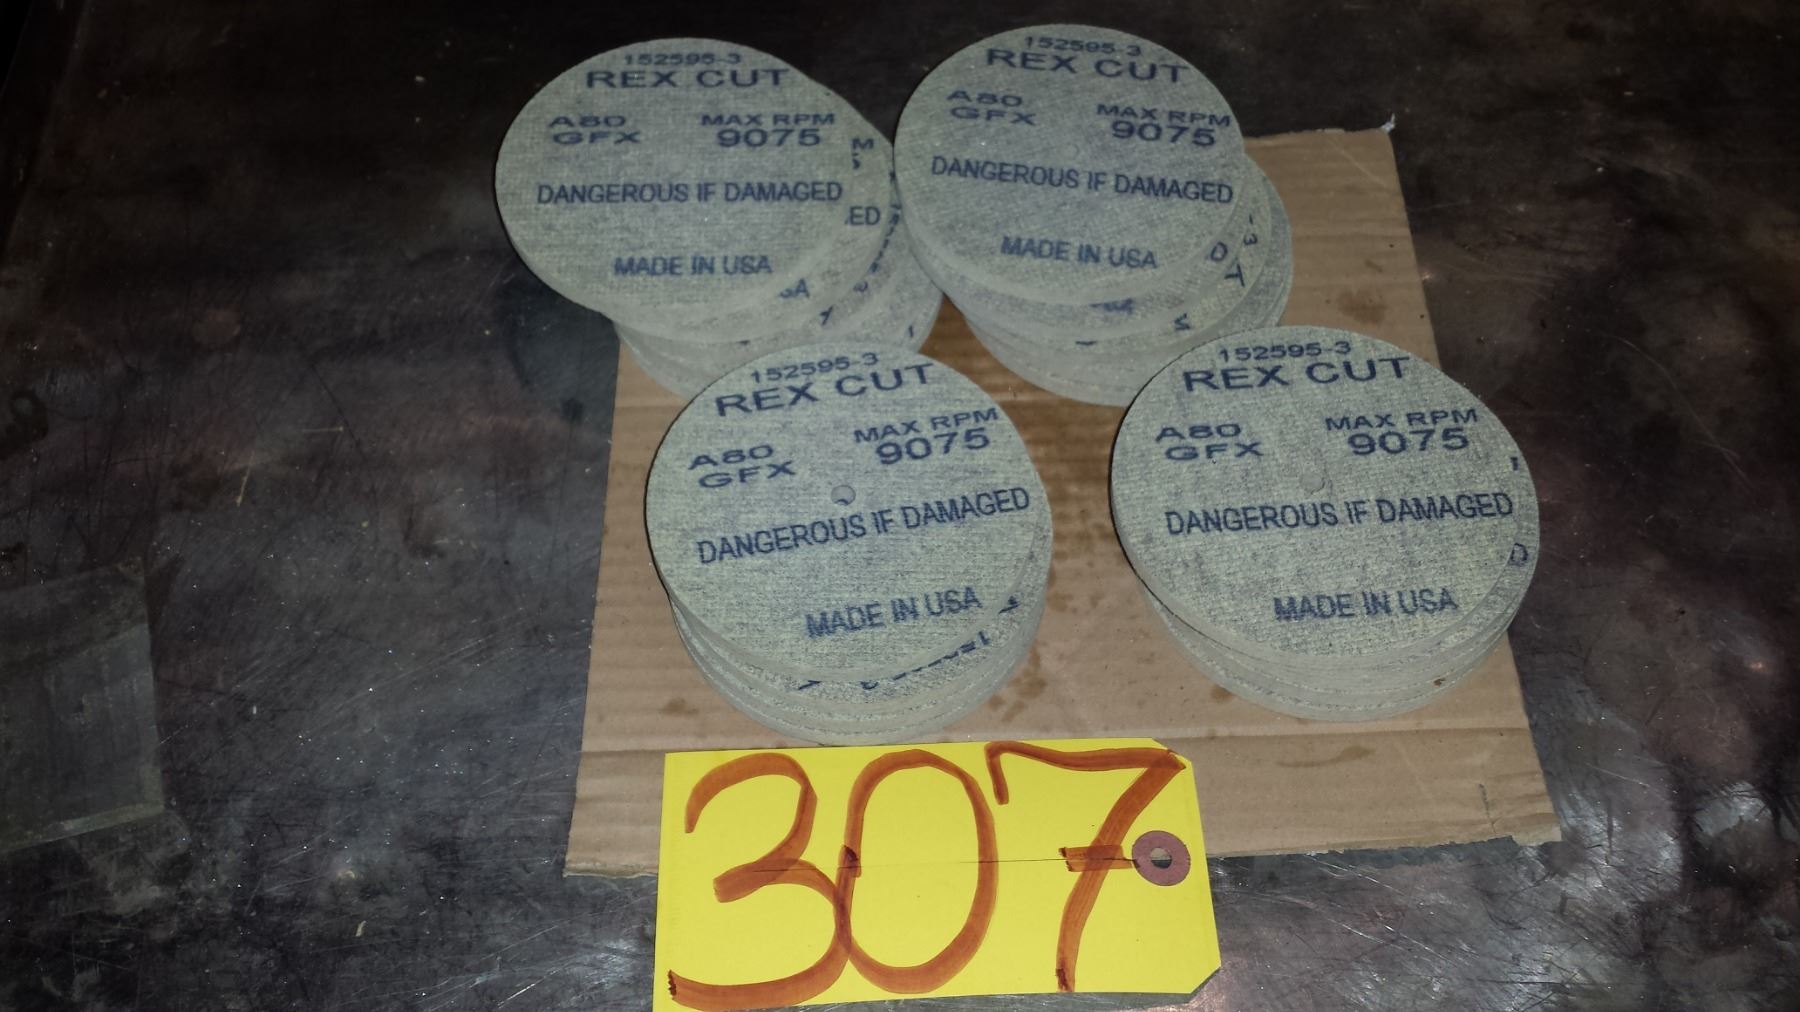 152595-3
REX CUT
A80
GFX
MAX RPM
9075
DANGEROUS IF DAMAGED
MADE IN USA
152595-3
REX CUT
A80
GFX
MAX RPM
9075
DANGEROUS IF DAMAGED
MADE IN USA
152595-3
REX CUT
A80
GFX
MAX RPM
9075
DANGEROUS IF DAMAGED
MADE IN USA
152595-3
REX CUT
A80
GFX
MAX RPM
9075
DANGEROUS IF DAMAGED
MADE IN USA
307